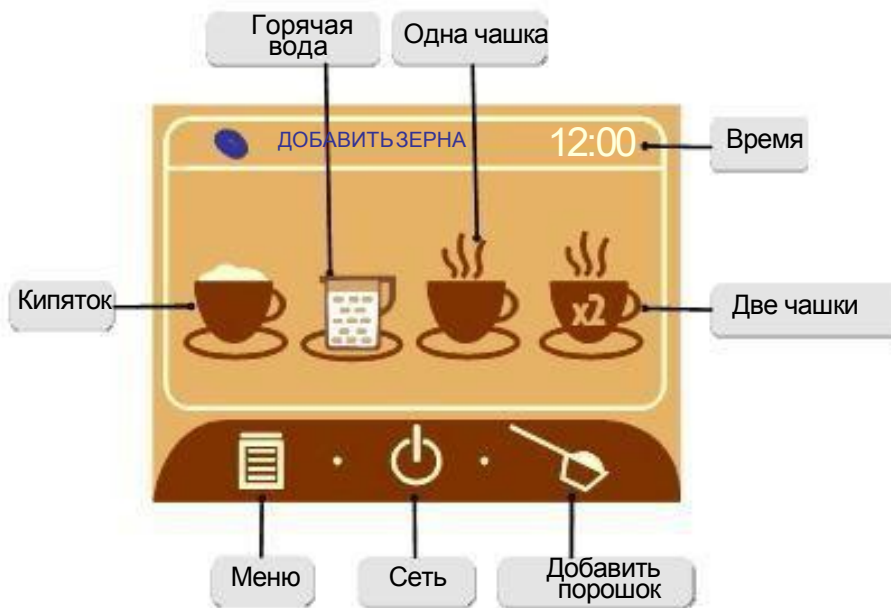 Горячая
вода
Одна чашка
ДОБАВИТЬ ЗЕРНА
12:00
Время
Кипяток
x2
Две чашки
Меню
Сеть
Добавить
порошок